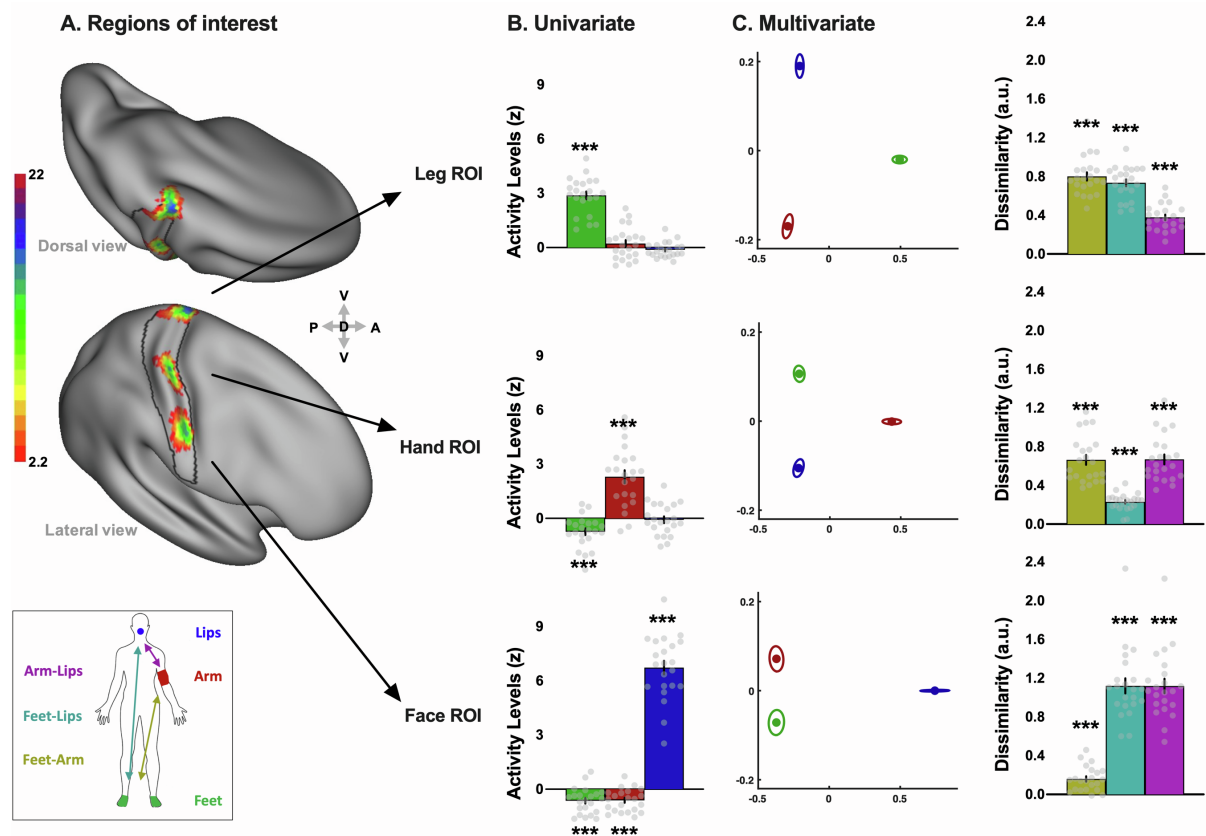 A. Regions of interest
B. Univariate
C. Multivariate
22
2.2
Dorsal view
Lateral view
V
P D A
V
Leg ROI
Hand ROI
Face ROI
Lips
Arm-Lips
Arm
Feet-Lips
Feet-Arm
Feet
Activity Levels (z)
9
6
3
0
***
0.2
0
-0.2
-0.5 0 0.5
Dissimilarity (a.u.)
2.4
2.0
1.6
1.2
0.8
0.4
0.0
*** *** ***
Activity Levels (z)
9
6
3
0
***
***
0.2
0
-0.2
-0.5 0 0.5
Dissimilarity (a.u.)
2.4
2.0
1.6
1.2
0.8
0.4
0.0
*** *** ***
Activity Levels (z)
9
6
3
0
***
*** ***
0.2
0
-0.2
-0.5 0 0.5
Dissimilarity (a.u.)
2.4
2.0
1.6
1.2
0.8
0.4
0.0
*** *** ***